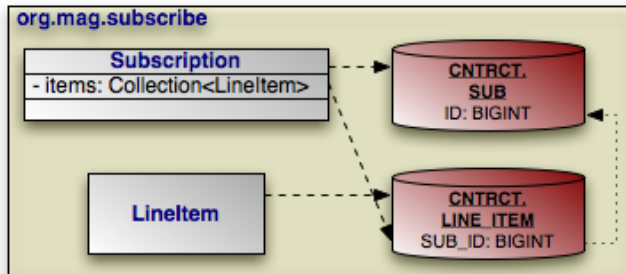 org.mag.subscribe
Subscription
- items: Collection<LineItem>
CNTRCT.
SUB
ID: BIGINT
LineItem
CNTRCT.
LINE_ITEM
SUB_ID: BIGINT